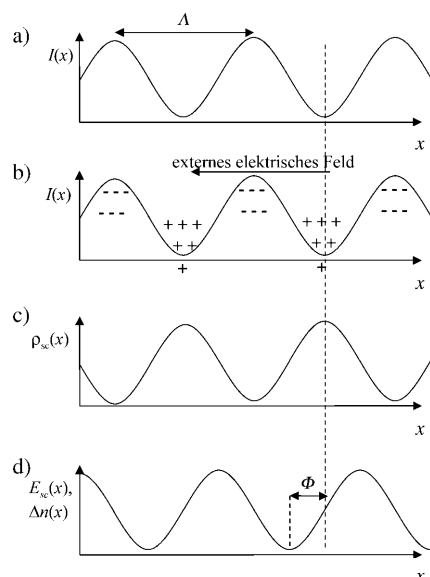 a)
Λ
I(x)
x
externes elektrisches Feld
b)
I(x)
- - - - - - - - -
- - - - - - - - -
+ + + + + +
+ + + +
+ +
x
c)
ρsc(x)
x
d)
Φ
Esc(x),
Δn(x)
x